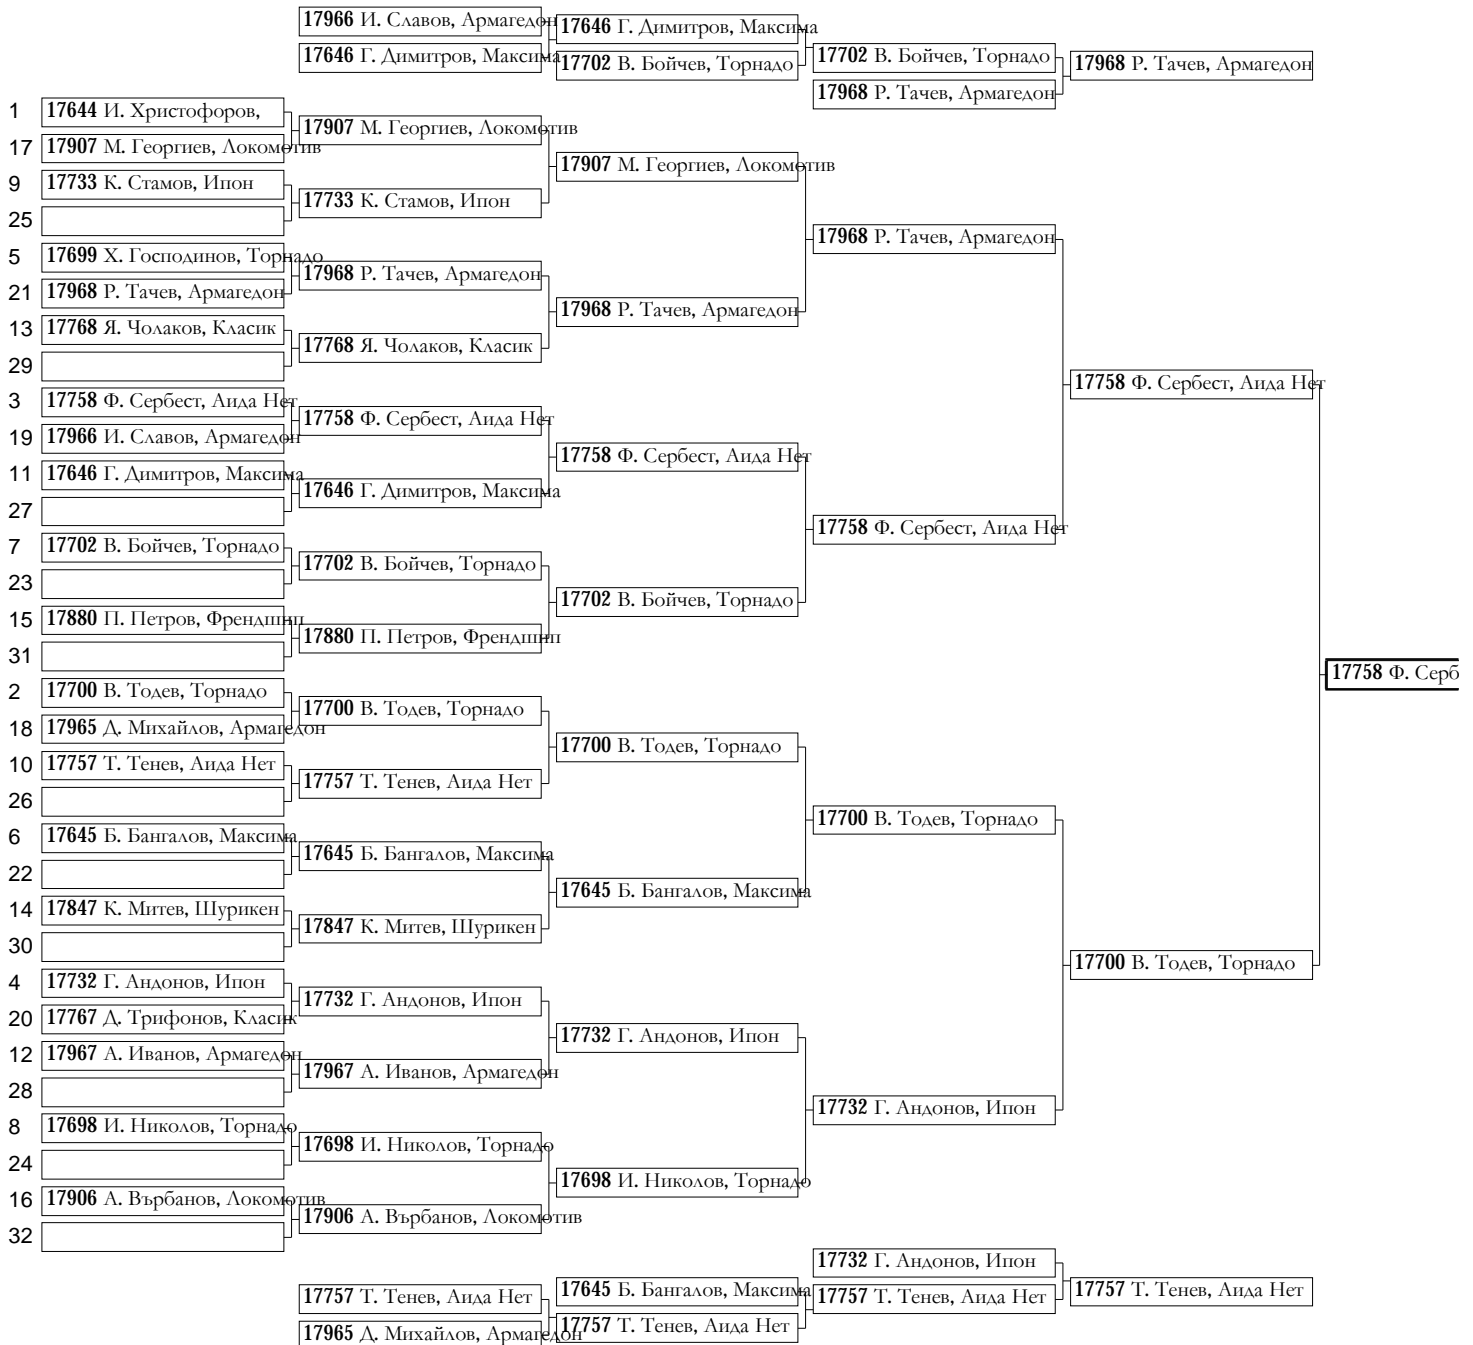 17966 И. Славов, Армагедон
17646 Г. Димитров, Максима
17646 Г. Димитров, Максима
17702 В. Бойчев, Торнадо
17702 В. Бойчев, Торнадо
17968 Р. Тачев, Армагедон
17968 Р. Тачев, Армагедон
1 17644 И. Христофоров,
17 17907 М. Георгиев, Локомотив
9 17733 К. Стамов, Ипон
25
5 17699 Х. Господинов, Торнадо
21 17968 Р. Тачев, Армагедон
13 17768 Я. Чолаков, Класик
29
3 17758 Ф. Сербест, Аида Нет
19 17966 И. Славов, Армагедон
11 17646 Г. Димитров, Максима
27
7 17702 В. Бойчев, Торнадо
23
15 17880 П. Петров, Френдшип
31
2 17700 В. Тодев, Торнадо
18 17965 Д. Михайлов, Армагедон
10 17757 Т. Тенев, Аида Нет
26
6 17645 Б. Бангалов, Максима
22
14 17847 К. Митев, Шурикен
30
4 17732 Г. Андонов, Ипон
20 17767 Д. Трифонов, Класик
12 17967 А. Иванов, Армагедон
28
8 17698 И. Николов, Торнадо
24
16 17906 А. Върбанов, Локомотив
32
17907 М. Георгиев, Локомотив
17733 К. Стамов, Ипон
17968 Р. Тачев, Армагедон
17768 Я. Чолаков, Класик
17758 Ф. Сербест, Аида Нет
17646 Г. Димитров, Максима
17702 В. Бойчев, Торнадо
17880 П. Петров, Френдшип
17700 В. Тодев, Торнадо
17757 Т. Тенев, Аида Нет
17645 Б. Бангалов, Максима
17847 К. Митев, Шурикен
17732 Г. Андонов, Ипон
17967 А. Иванов, Армагедон
17698 И. Николов, Торнадо
17906 А. Върбанов, Локомотив
17907 М. Георгиев, Локомотив
17968 Р. Тачев, Армагедон
17758 Ф. Сербест, Аида Нет
17702 В. Бойчев, Торнадо
17700 В. Тодев, Торнадо
17645 Б. Бангалов, Максима
17732 Г. Андонов, Ипон
17698 И. Николов, Торнадо
17968 Р. Тачев, Армагедон
17758 Ф. Сербест, Аида Нет
17700 В. Тодев, Торнадо
17732 Г. Андонов, Ипон
17758 Ф. Сербест, Аида Нет
17700 В. Тодев, Торнадо
17758 Ф. Серб
17757 Т. Тенев, Аида Нет
17965 Д. Михайлов, Армагедон
17645 Б. Бангалов, Максима
17757 Т. Тенев, Аида Нет
17732 Г. Андонов, Ипон
17757 Т. Тенев, Аида Нет
17757 Т. Тенев, Аида Нет